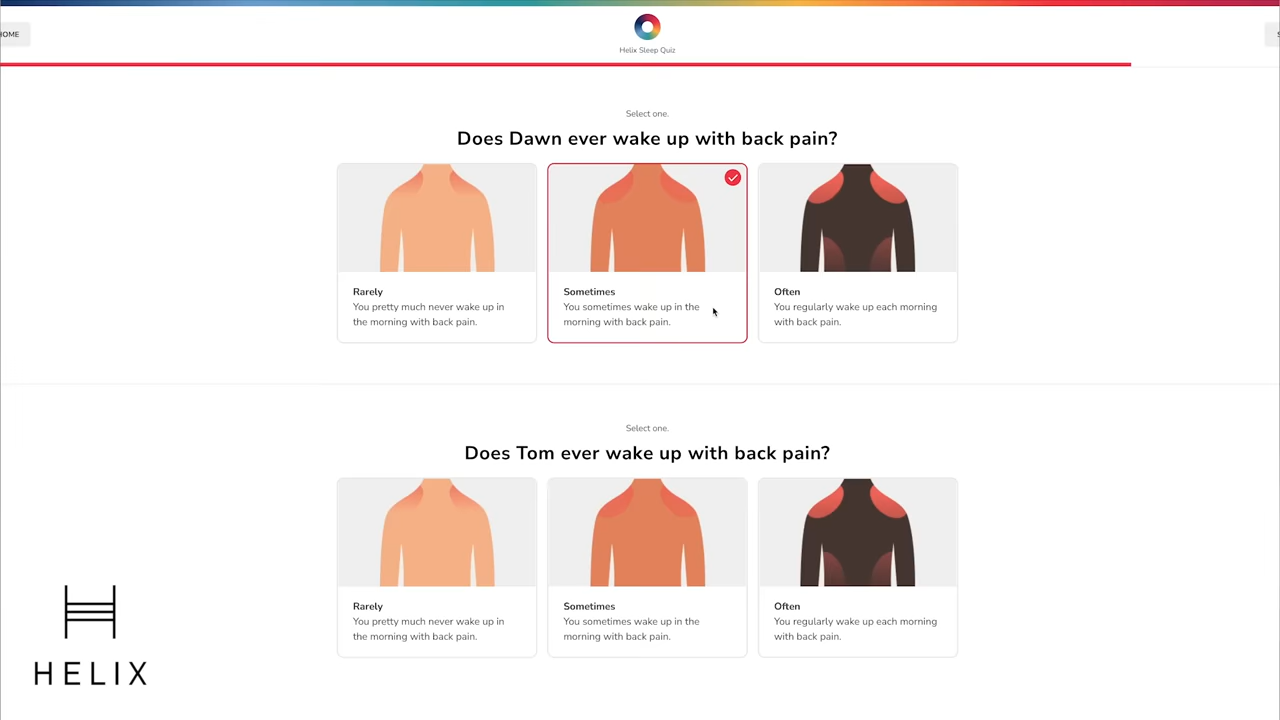 HOME
Helix Sleep Quiz
S
Select one.
Does Dawn ever wake up with back pain?
Rarely
You pretty much never wake up in
the morning with back pain.
Sometimes
You sometimes wake up in the
morning with back pain.
Often
You regularly wake up each morning
with back pain.
Select one.
Does Tom ever wake up with back pain?
Rarely
You pretty much never wake up in
the morning with back pain.
Sometimes
You sometimes wake up in the
morning with back pain.
Often
You regularly wake up each morning
with back pain.
HELIX